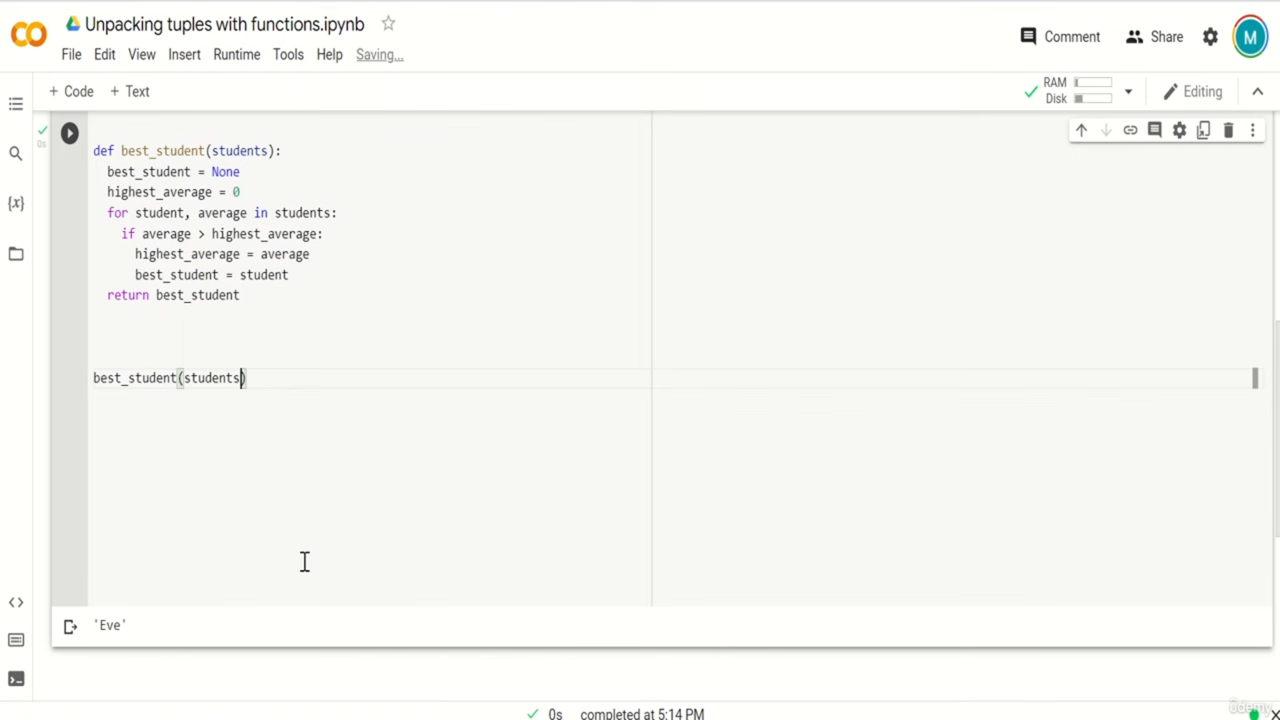 Unpacking tuples with functions.ipynb
File Edit View Insert Runtime Tools Help Saving...
Comment Share M
+ Code + Text
RAM
Disk
Editing
0s
def best_student(students):
best_student = None
highest_average = 0
for student, average in students:
if average > highest_average:
highest_average = average
best_student = student
return best_student
best_student(students)
{x}
'Eve'
0s completed at 5:14 PM
ûdemy